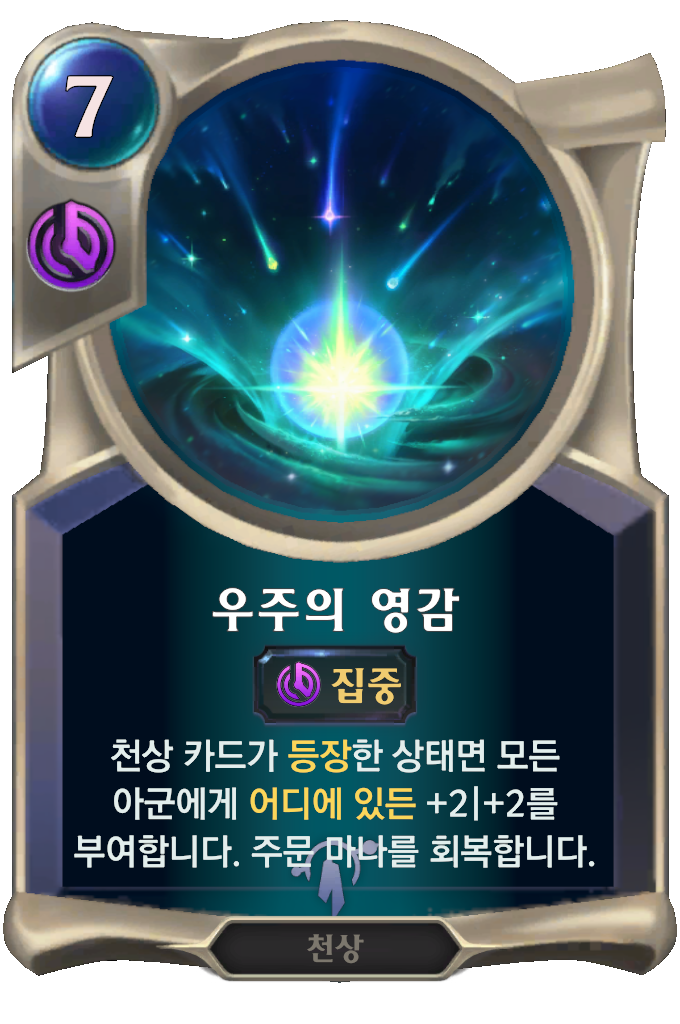 7
우주의 영감
집중
천상 카드가 등장한 상태면 모든
아군에게 어디에 있든 +2|+2를
부여합니다. 주문 마나를 회복합니다.
천상